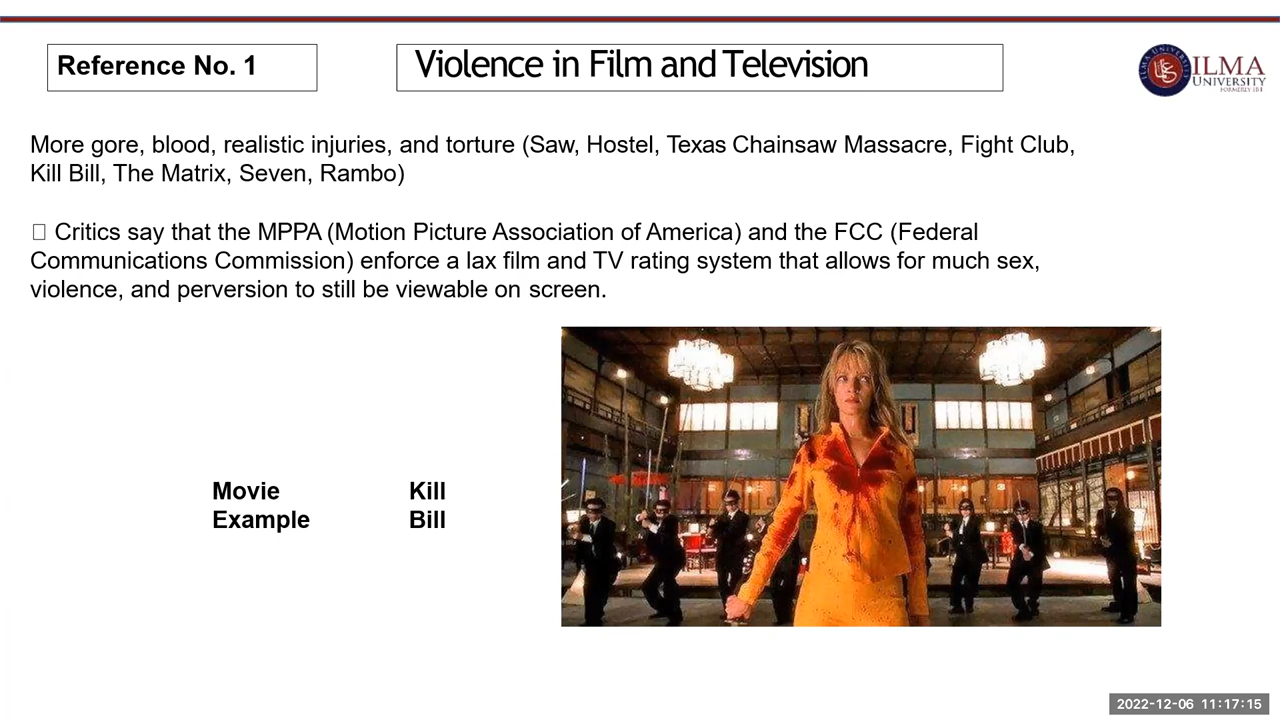 Reference No. 1
Violence in Film and Television
ILMA
UNIVERSITY
FORMERLY IBT
More gore, blood, realistic injuries, and torture (Saw, Hostel, Texas Chainsaw Massacre, Fight Club,
Kill Bill, The Matrix, Seven, Rambo)
Critics say that the MPPA (Motion Picture Association of America) and the FCC (Federal
Communications Commission) enforce a lax film and TV rating system that allows for much sex,
violence, and perversion to still be viewable on screen.
Movie Kill
Example Bill
2022-12-06 11:17:15